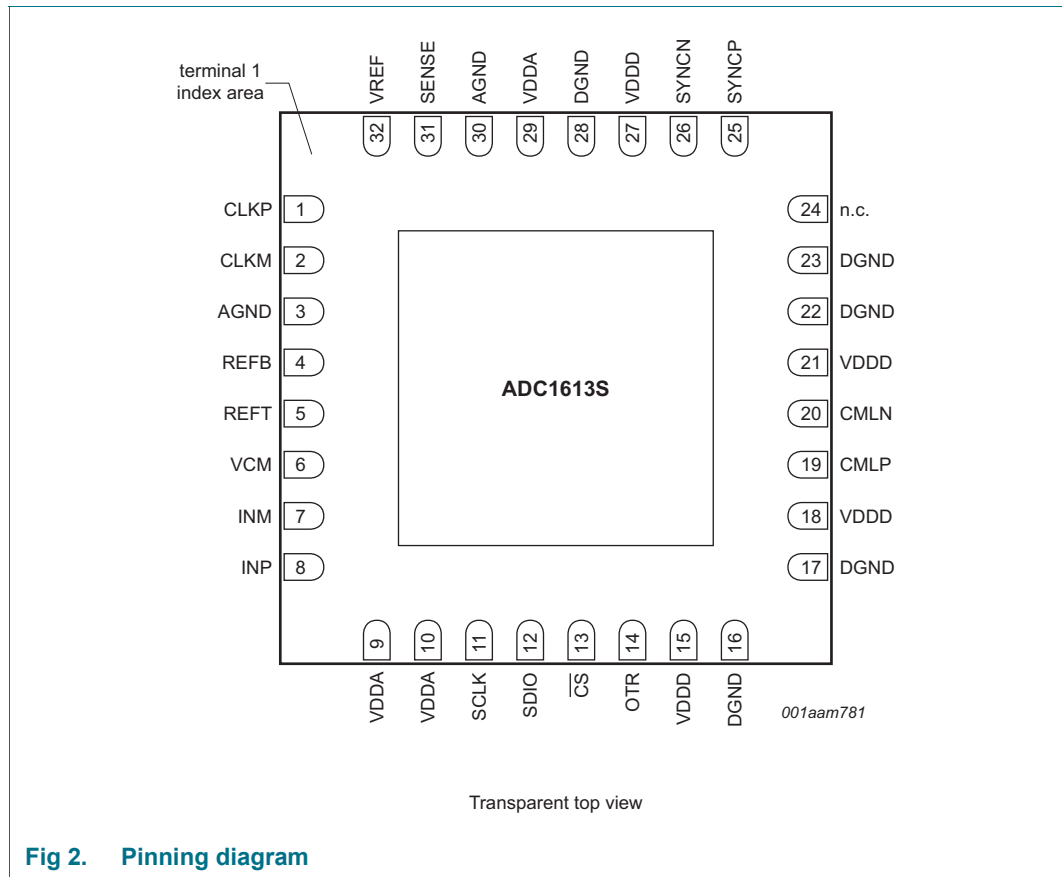 terminal 1
index area
VREF
SENSE
AGND
VDDA
DGND
VDDD
SYNCN
SYNCP
32
31
30
29
28
27
26
25
CLKP 1
CLKM 2
AGND 3
REFB 4
REFT 5
VCM 6
INM 7
INP 8
ADC1613S
24 n.c.
23 DGND
22 DGND
21 VDDD
20 CMLN
19 CMLP
18 VDDD
17 DGND
9
10
11
12
13
14
15
16
VDDA
VDDA
SCLK
SDIO
C̅S̅
OTR
VDDD
DGND
001aam781
Transparent top view
Fig 2. Pinning diagram